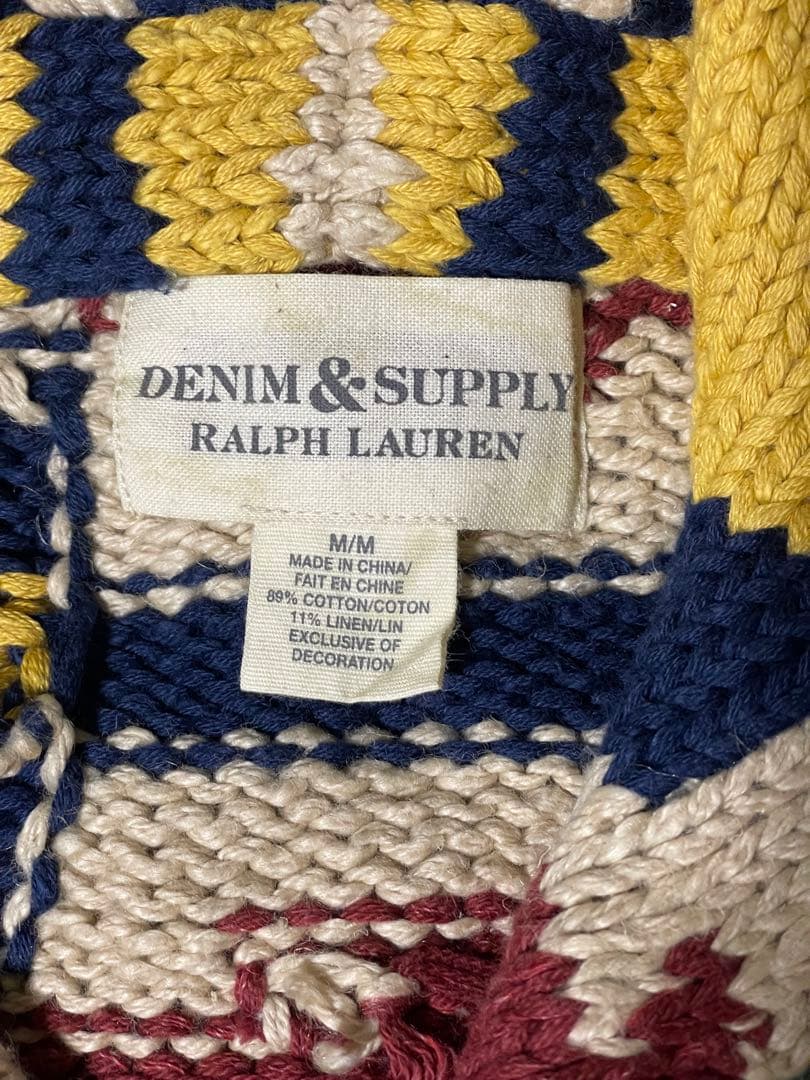 DENIM & SUPPLY
RALPH LAUREN
M/M
MADE IN CHINA/
FAIT EN CHINE
89% COTTON/COTON
11% LINEN/LIN
EXCLUSIVE OF
DECORATION